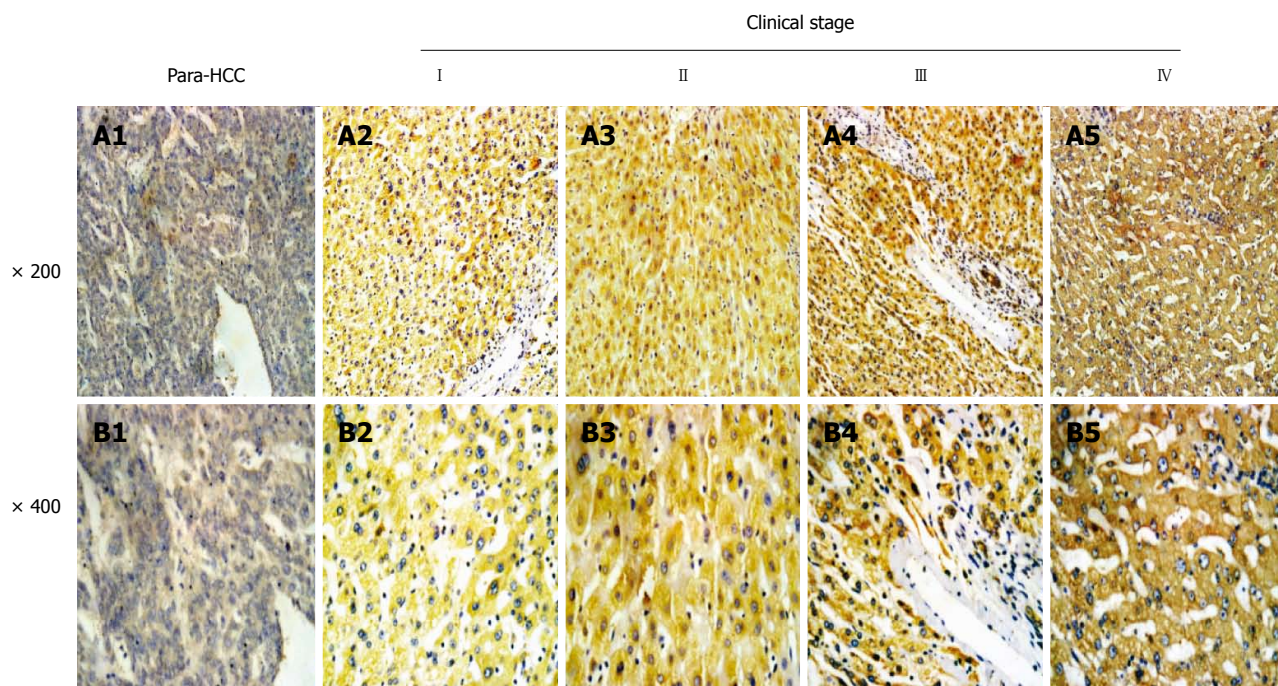 Clinical stage
Para-HCC Ⅰ Ⅱ Ⅲ Ⅳ
A1 A2 A3 A4 A5
× 200
B1 B2 B3 B4 B5
× 400